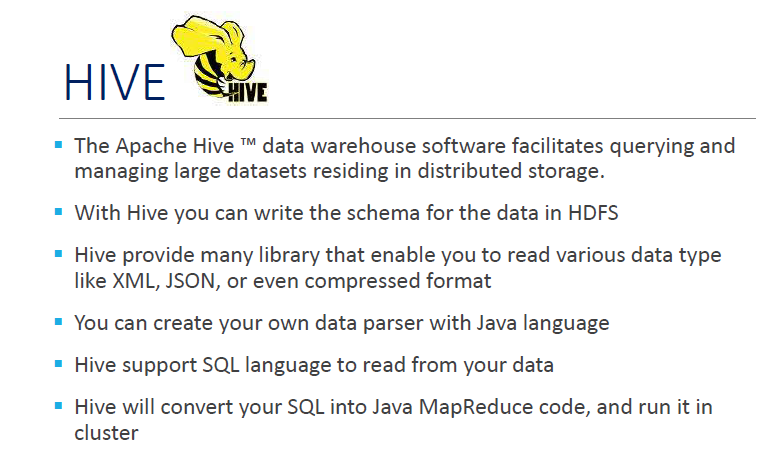 HIVE
HIVE
▪ The Apache Hive ™ data warehouse software facilitates querying and
managing large datasets residing in distributed storage.
▪ With Hive you can write the schema for the data in HDFS
▪ Hive provide many library that enable you to read various data type
like XML, JSON, or even compressed format
▪ You can create your own data parser with Java language
▪ Hive support SQL language to read from your data
▪ Hive will convert your SQL into Java MapReduce code, and run it in
cluster